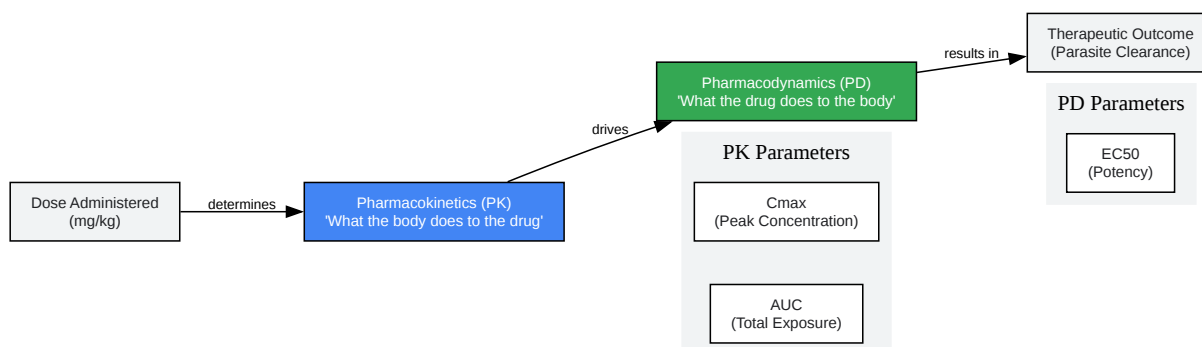 Dose Administered
(mg/kg)
determines
Pharmacokinetics (PK)
'What the body does to the drug'
drives
Pharmacodynamics (PD)
'What the drug does to the body'
results in
Therapeutic Outcome
(Parasite Clearance)
PK Parameters
Cmax
(Peak Concentration)
AUC
(Total Exposure)
PD Parameters
EC50
(Potency)